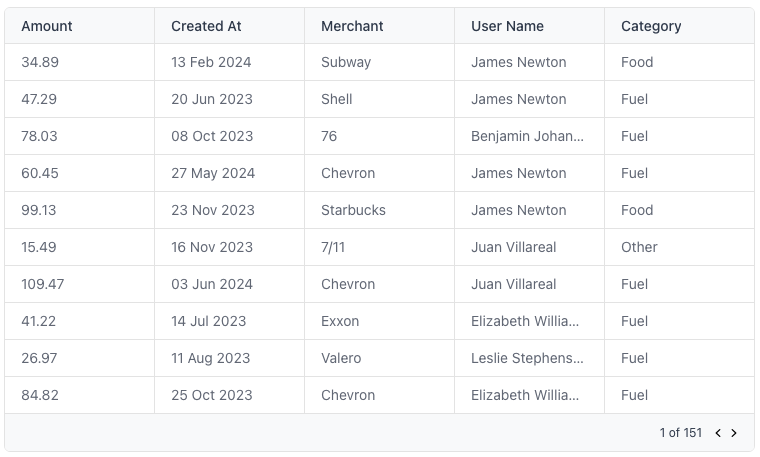 Amount Created At Merchant User Name Category
34.89 13 Feb 2024 Subway James Newton Food
47.29 20 Jun 2023 Shell James Newton Fuel
78.03 08 Oct 2023 76 Benjamin Johan... Fuel
60.45 27 May 2024 Chevron James Newton Fuel
99.13 23 Nov 2023 Starbucks James Newton Food
15.49 16 Nov 2023 7/11 Juan Villareal Other
109.47 03 Jun 2024 Chevron Juan Villareal Fuel
41.22 14 Jul 2023 Exxon Elizabeth Willia... Fuel
26.97 11 Aug 2023 Valero Leslie Stephens... Fuel
84.82 25 Oct 2023 Chevron Elizabeth Willia... Fuel
1 of 151